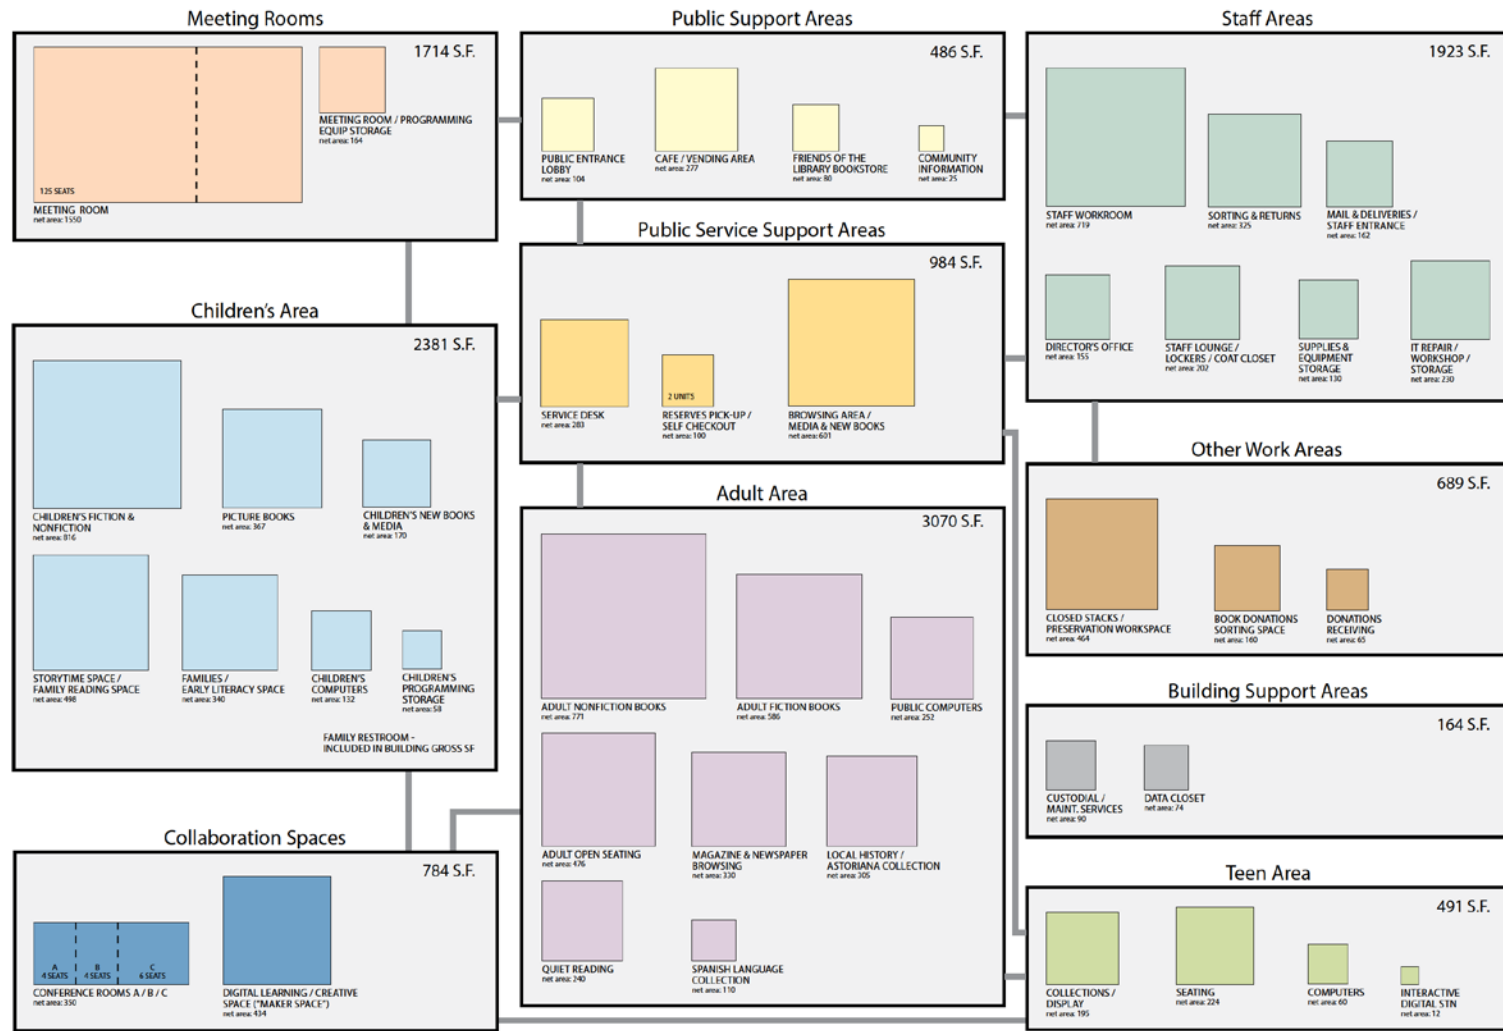 Meeting Rooms
1714 S.F.
125 SEATS
MEETING ROOM
net area: 1550
MEETING ROOM / PROGRAMMING
EQUIP STORAGE
net area: 164
Public Support Areas
486 S.F.
PUBLIC ENTRANCE
LOBBY
net area: 104
CAFE / VENDING AREA
net area: 277
FRIENDS OF THE
LIBRARY BOOKSTORE
net area: 80
COMMUNITY
INFORMATION
net area: 25
Staff Areas
1923 S.F.
STAFF WORKROOM
net area: 719
SORTING & RETURNS
net area: 325
MAIL & DELIVERIES /
STAFF ENTRANCE
net area: 162
DIRECTOR'S OFFICE
net area: 155
STAFF LOUNGE /
LOCKERS / COAT CLOSET
net area: 202
SUPPLIES &
EQUIPMENT
STORAGE
net area: 130
IT REPAIR /
WORKSHOP /
STORAGE
net area: 230
Public Service Support Areas
984 S.F.
SERVICE DESK
net area: 283
2 UNITS
RESERVES PICK-UP /
SELF CHECKOUT
net area: 100
BROWSING AREA /
MEDIA & NEW BOOKS
net area: 601
Children's Area
2381 S.F.
CHILDREN'S FICTION &
NONFICTION
net area: 816
PICTURE BOOKS
net area: 367
CHILDREN'S NEW BOOKS
& MEDIA
net area: 170
STORYTIME SPACE /
FAMILY READING SPACE
net area: 498
FAMILIES /
EARLY LITERACY SPACE
net area: 340
CHILDREN'S
COMPUTERS
net area: 132
CHILDREN'S
PROGRAMMING
STORAGE
net area: 58
FAMILY RESTROOM -
INCLUDED IN BUILDING GROSS SF
Adult Area
3070 S.F.
ADULT NONFICTION BOOKS
net area: 771
ADULT FICTION BOOKS
net area: 586
PUBLIC COMPUTERS
net area: 252
ADULT OPEN SEATING
net area: 476
MAGAZINE & NEWSPAPER
BROWSING
net area: 330
LOCAL HISTORY /
ASTORIANA COLLECTION
net area: 305
QUIET READING
net area: 240
SPANISH LANGUAGE
COLLECTION
net area: 110
Other Work Areas
689 S.F.
CLOSED STACKS /
PRESERVATION WORKSPACE
net area: 464
BOOK DONATIONS
SORTING SPACE
net area: 160
DONATIONS
RECEIVING
net area: 65
Building Support Areas
164 S.F.
CUSTODIAL /
MAINT. SERVICES
net area: 90
DATA CLOSET
net area: 74
Collaboration Spaces
784 S.F.
A
4 SEATS
B
4 SEATS
C
6 SEATS
CONFERENCE ROOMS A / B / C
net area: 350
DIGITAL LEARNING / CREATIVE
SPACE ("MAKER SPACE")
net area: 434
Teen Area
491 S.F.
COLLECTIONS /
DISPLAY
net area: 195
SEATING
net area: 224
COMPUTERS
net area: 60
INTERACTIVE
DIGITAL STN
net area: 12